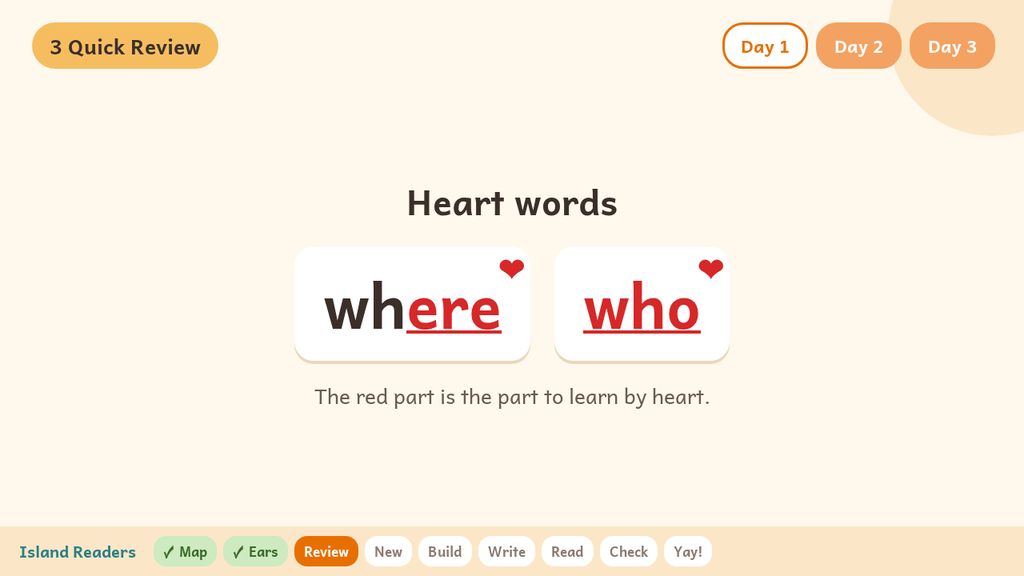 3 Quick Review
Day 1 Day 2 Day 3
Heart words
where ❤ who ❤
The red part is the part to learn by heart.
Island Readers ✓ Map ✓ Ears Review New Build Write Read Check Yay!